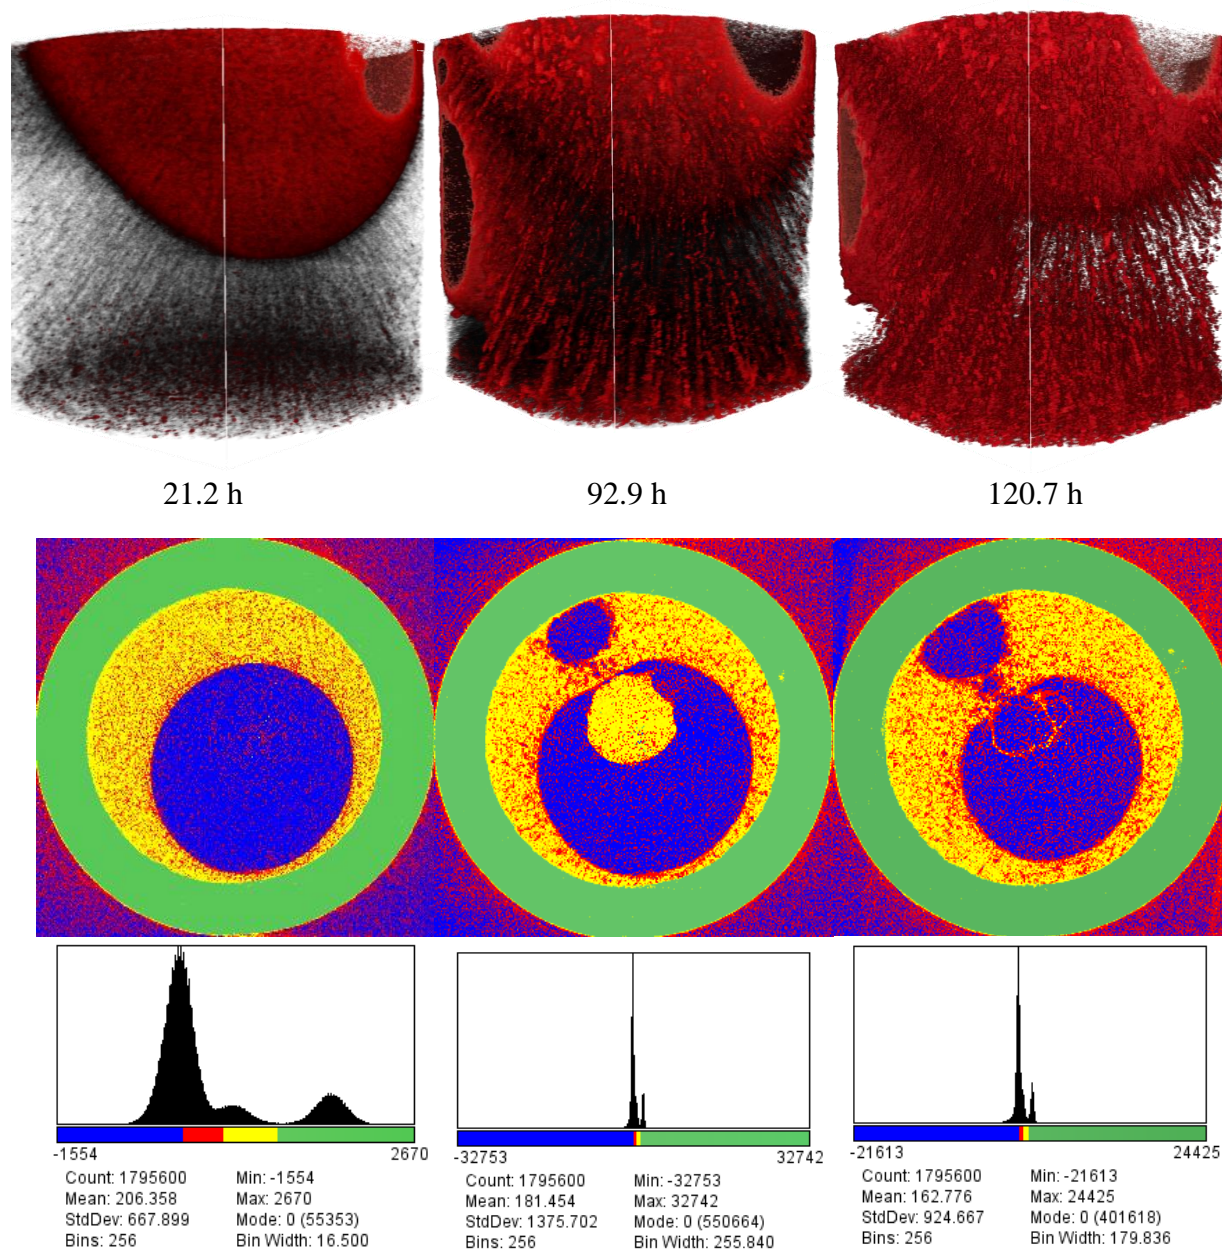 21.2 h 92.9 h 120.7 h
-1554 2670 -32753 32742 -21613 24425
Count: 1795600 Min: -1554
Mean: 206.358 Max: 2670
StdDev: 667.899 Mode: 0 (55353)
Bins: 256 Bin Width: 16.500
Count: 1795600 Min: -32753
Mean: 181.454 Max: 32742
StdDev: 1375.702 Mode: 0 (550664)
Bins: 256 Bin Width: 255.840
Count: 1795600 Min: -21613
Mean: 162.776 Max: 24425
StdDev: 924.667 Mode: 0 (401618)
Bins: 256 Bin Width: 179.836